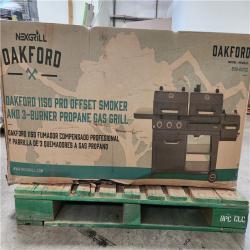 NEXGRILL
OAKFORD
OAKFORD 1150 PRO OFFSET SMOKER
AND 3-BURNER PROPANE GAS GRILL
OAKFORD 1150 FUMADOR COMPENSADO PROFESIONAL
Y PARRILLA DE 3 QUEMADORES A GAS PROPANO
OAKFORD